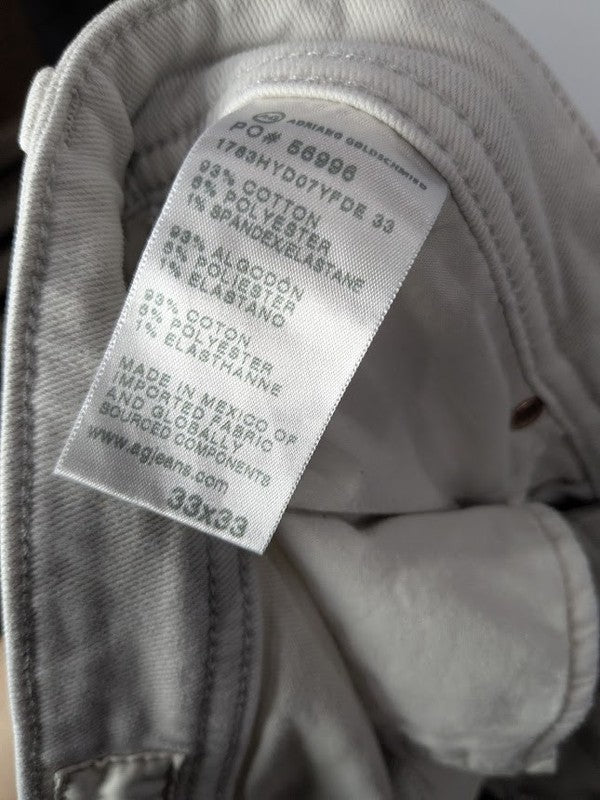 AG ADRIANO GOLDSCHMIED
PO# 56996
1783HYD07YFDE 33
93% COTTON
6% POLYESTER
1% SPANDEX/ELASTANE
93% ALGODÓN
6% POLIESTER
1% ELASTANO
93% COTON
6% POLYESTER
1% ELASTHANNE
MADE IN MEXICO OF
IMPORTED FABRIC
AND GLOBALLY
SOURCED COMPONENTS
www.agjeans.com
33x33